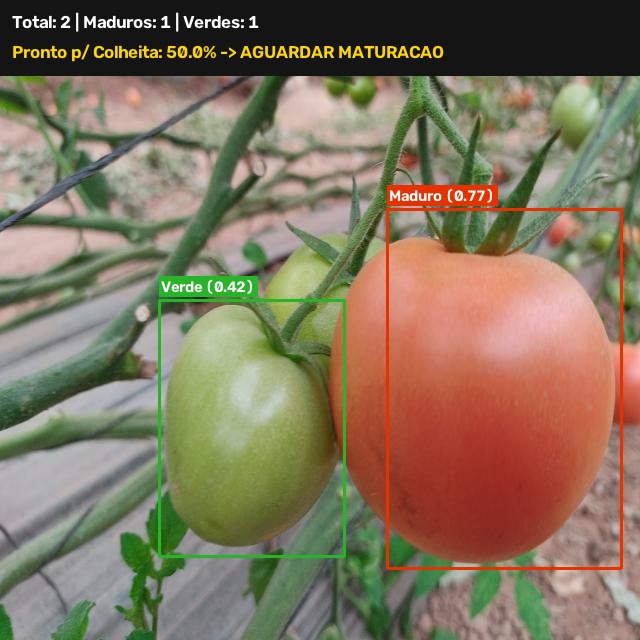 Total: 2 | Maduros: 1 | Verdes: 1
Pronto p/ Colheita: 50.0% -> AGUARDAR MATURACAO
Maduro (0.77)
Verde (0.42)